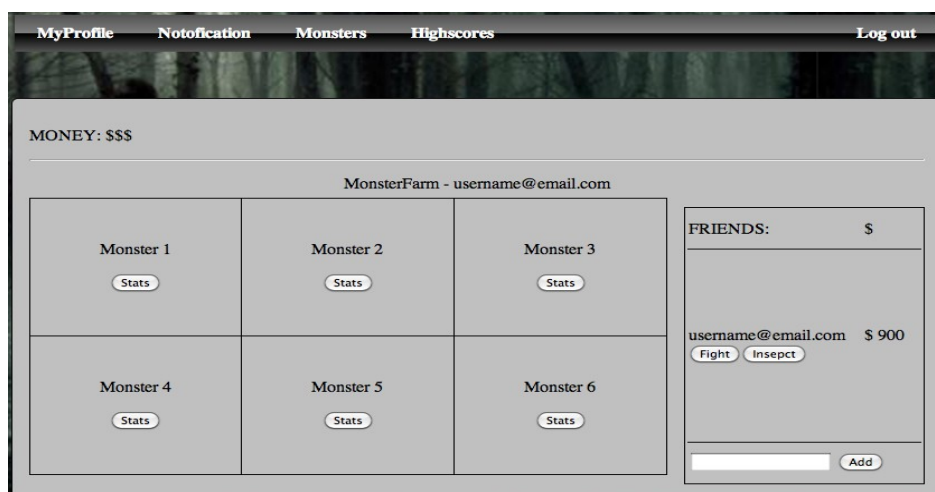 MyProfile Notofication Monsters Highscores Log out
MONEY: $$$
MonsterFarm - username@email.com
Monster 1 Monster 2 Monster 3
Stats Stats Stats
Monster 4 Monster 5 Monster 6
Stats Stats Stats
FRIENDS: $
username@email.com $ 900
Fight Insepct
Add